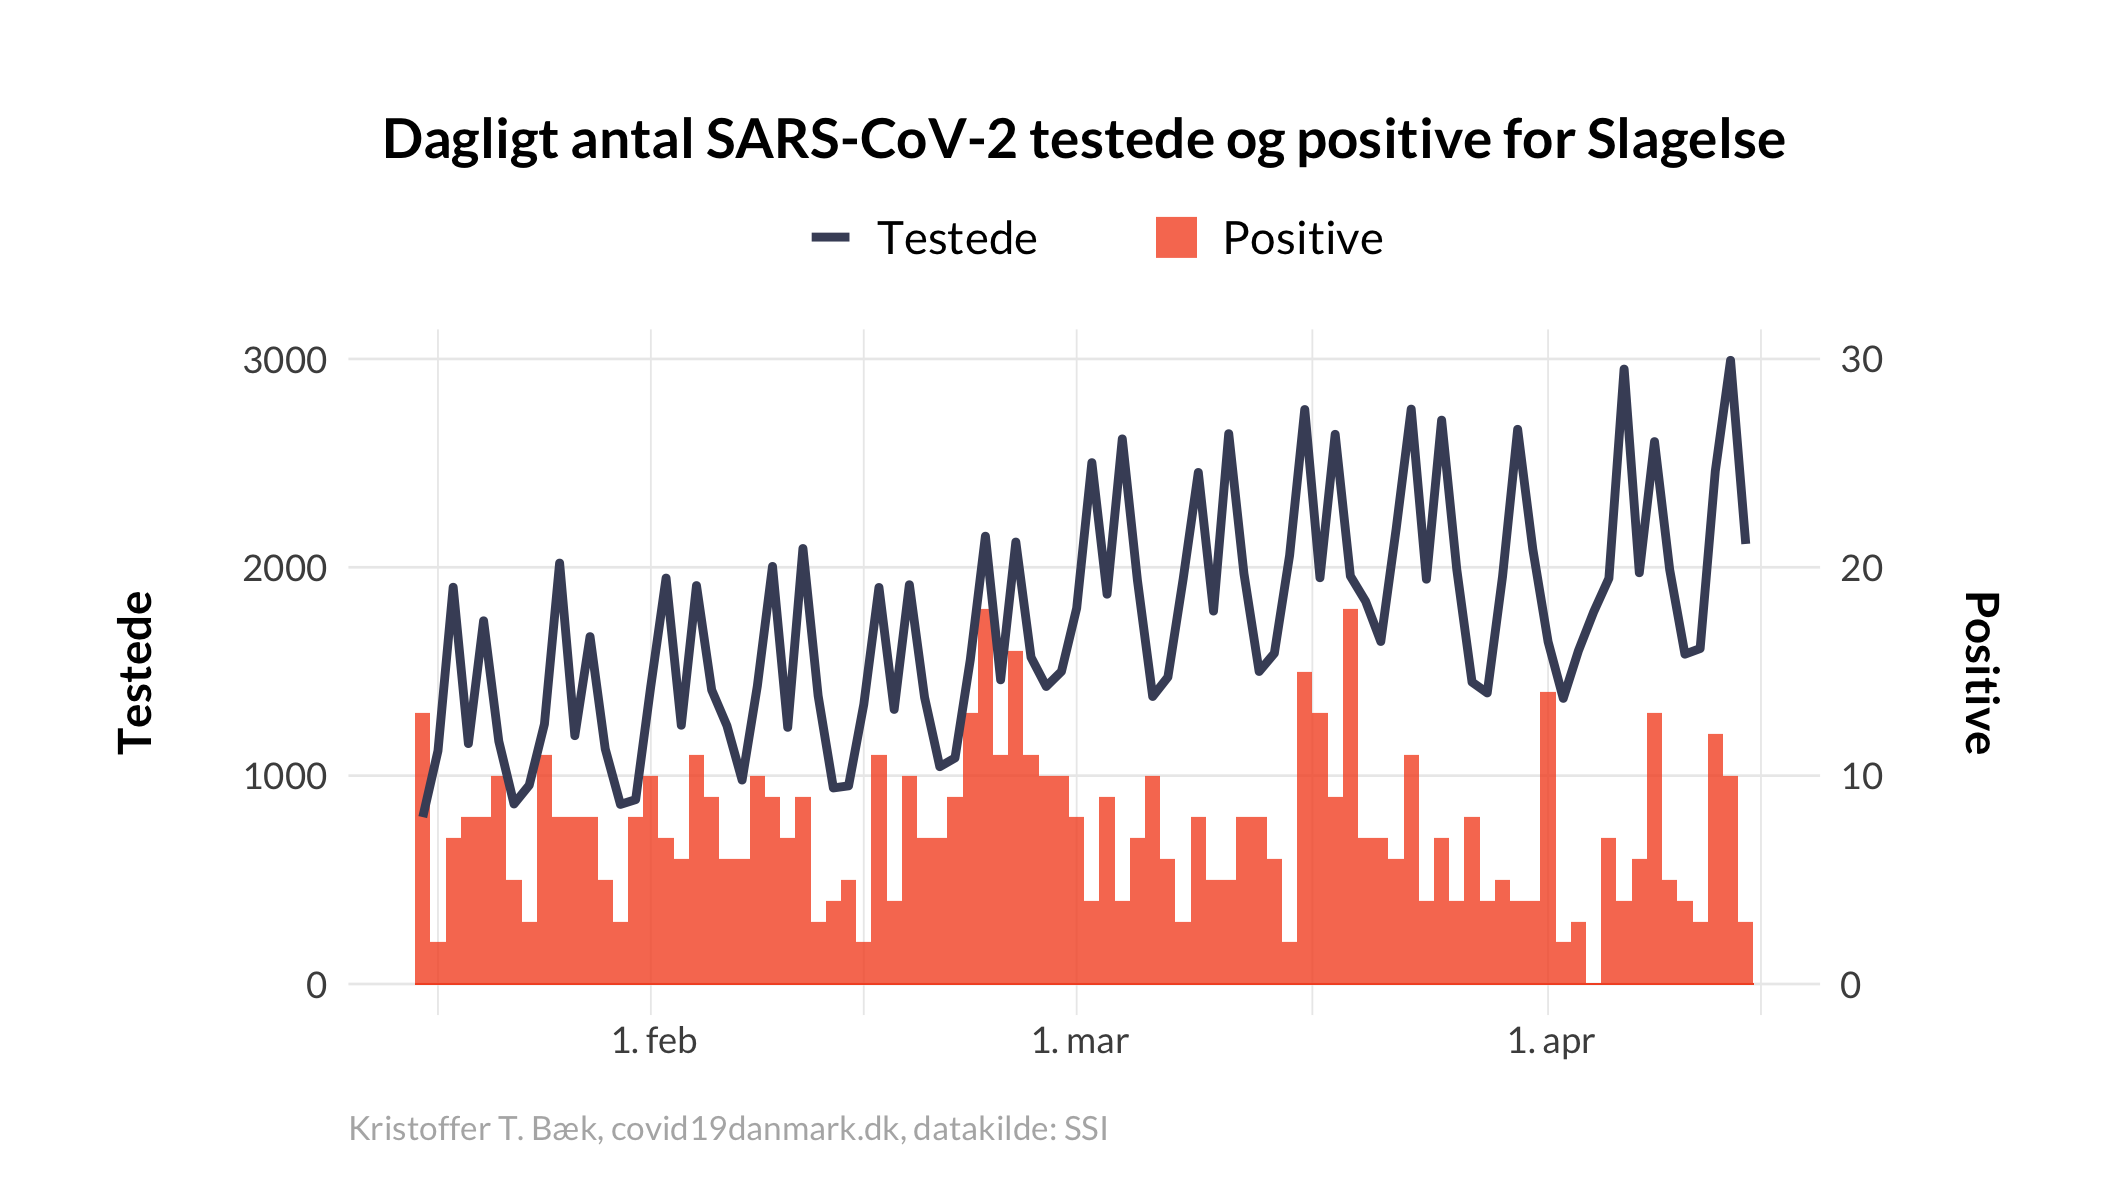 Dagligt antal SARS-CoV-2 testede og positive for Slagelse
Testede
Positive
3000
2000
1000
0
30
20
10
0
Testede
Positive
1. feb
1. mar
1. apr
Kristoffer T. Bæk, covid19danmark.dk, datakilde: SSI